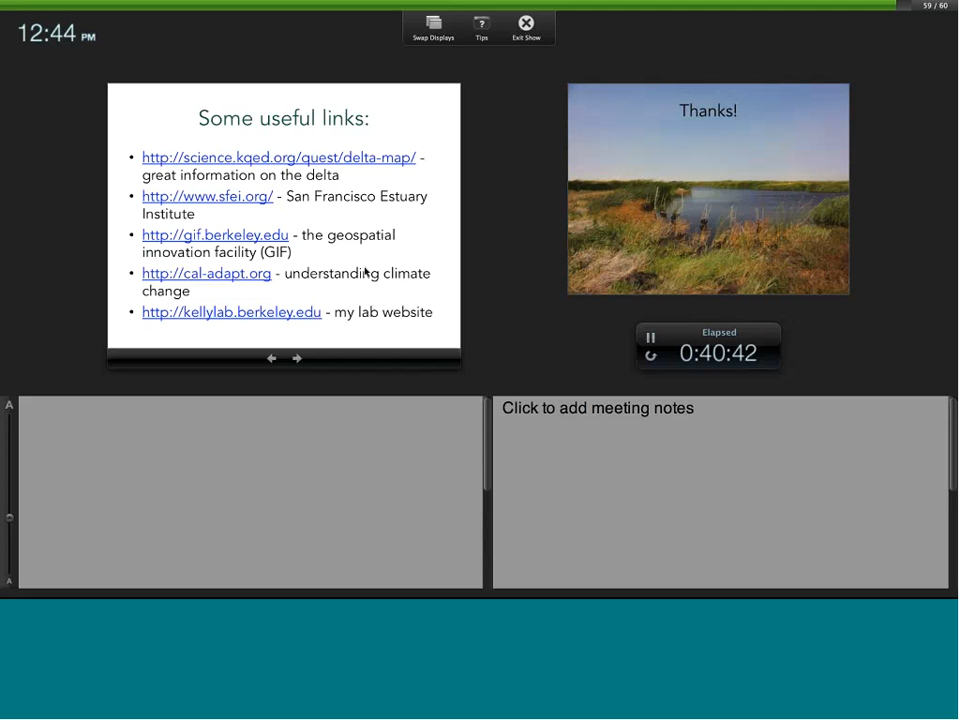 59 / 60
12:44 PM
Swap Displays
Tips
Exit Show
Some useful links:
• http://science.kqed.org/quest/delta-map/ -
great information on the delta
• http://www.sfei.org/ - San Francisco Estuary
Institute
• http://gif.berkeley.edu - the geospatial
innovation facility (GIF)
• http://cal-adapt.org - understanding climate
change
• http://kellylab.berkeley.edu - my lab website
Thanks!
Elapsed
0:40:42
A
A
Click to add meeting notes